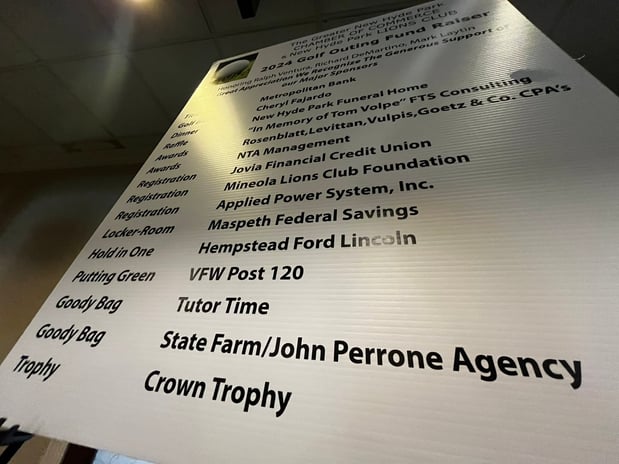 The Greater New Hyde Park
CHAMBER OF COMMERCE
& New Hyde Park LIONS CLUB
2024 Golf Outing Fund Raiser
Honoring Ralph Ventura, Richard DeMartino, Mark Laytin
Great Appreciation We Recognize The Generous Support of
our Major Sponsors
Metropolitan Bank
Golf Cheryl Fajardo
Dinner New Hyde Park Funeral Home
Raffle "In Memory of Tom Volpe" FTS Consulting
Awards Rosenblatt,Levittan,Vulpis,Goetz & Co. CPA's
Awards NTA Management
Registration Jovia Financial Credit Union
Registration Mineola Lions Club Foundation
Registration Applied Power System, Inc.
Locker-Room Maspeth Federal Savings
Hold in One Hempstead Ford Lincoln
Putting Green VFW Post 120
Goody Bag Tutor Time
Goody Bag State Farm/John Perrone Agency
Trophy Crown Trophy